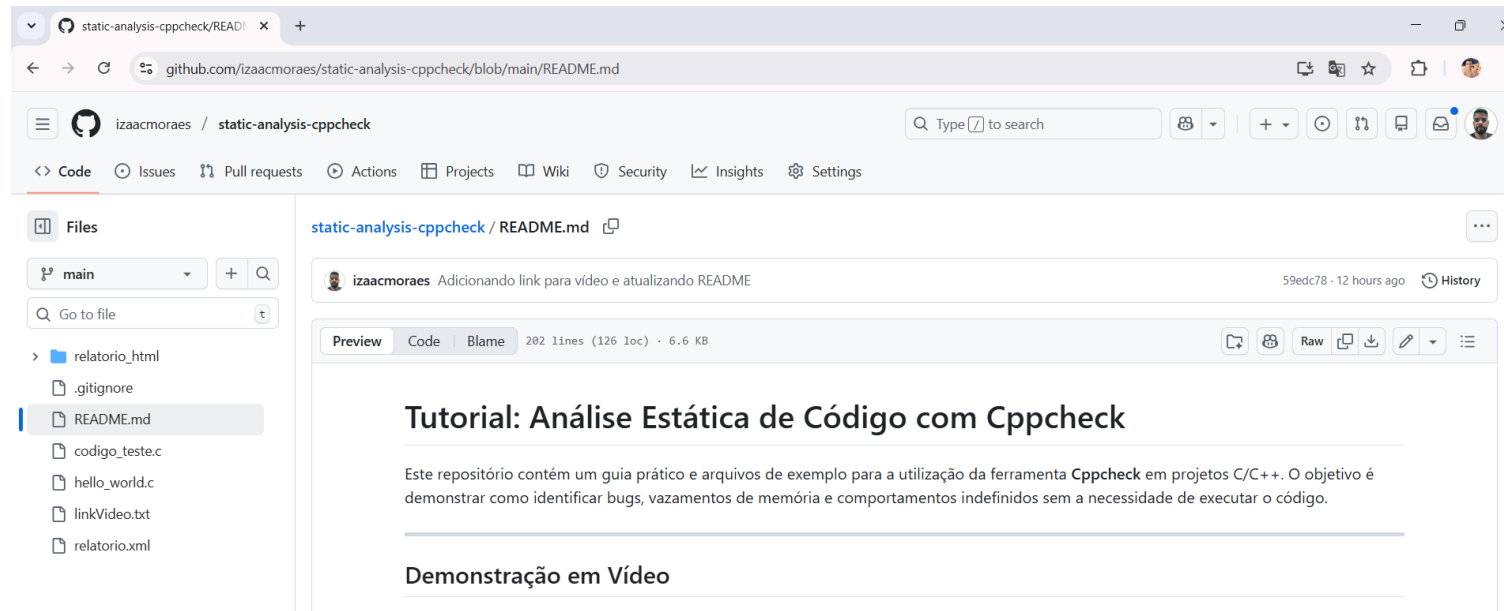 static-analysis-cppcheck/READ
github.com/izaacmoraes/static-analysis-cppcheck/blob/main/README.md
izaacmoraes / static-analysis-cppcheck
Type / to search
Code Issues Pull requests Actions Projects Wiki Security Insights Settings
Files
main
Go to file t
relatorio_html
.gitignore
README.md
codigo_teste.c
hello_world.c
linkVideo.txt
relatorio.xml
static-analysis-cppcheck / README.md
izaacmoraes Adicionando link para vídeo e atualizando README 59edc78 · 12 hours ago History
Preview Code Blame 202 lines (126 loc) · 6.6 KB Raw
Tutorial: Análise Estática de Código com Cppcheck
Este repositório contém um guia prático e arquivos de exemplo para a utilização da ferramenta Cppcheck em projetos C/C++. O objetivo é
demonstrar como identificar bugs, vazamentos de memória e comportamentos indefinidos sem a necessidade de executar o código.
Demonstração em Vídeo